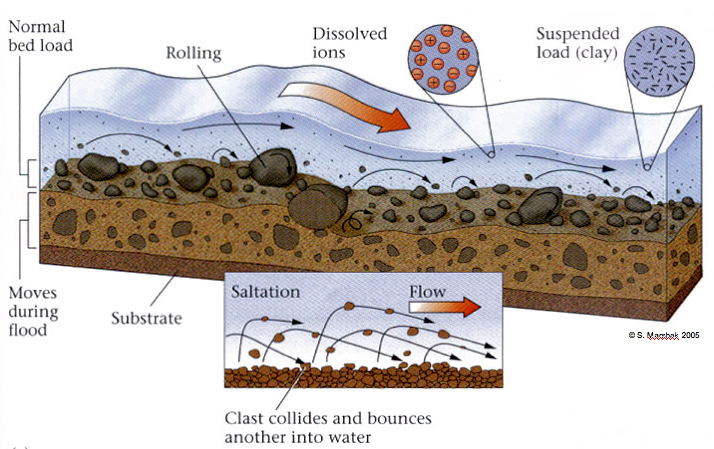 Normal
bed load
Rolling
Dissolved
ions
Suspended
load (clay)
Moves
during
flood
Substrate
Saltation
Flow
© S. Marshak 2005
Clast collides and bounces
another into water